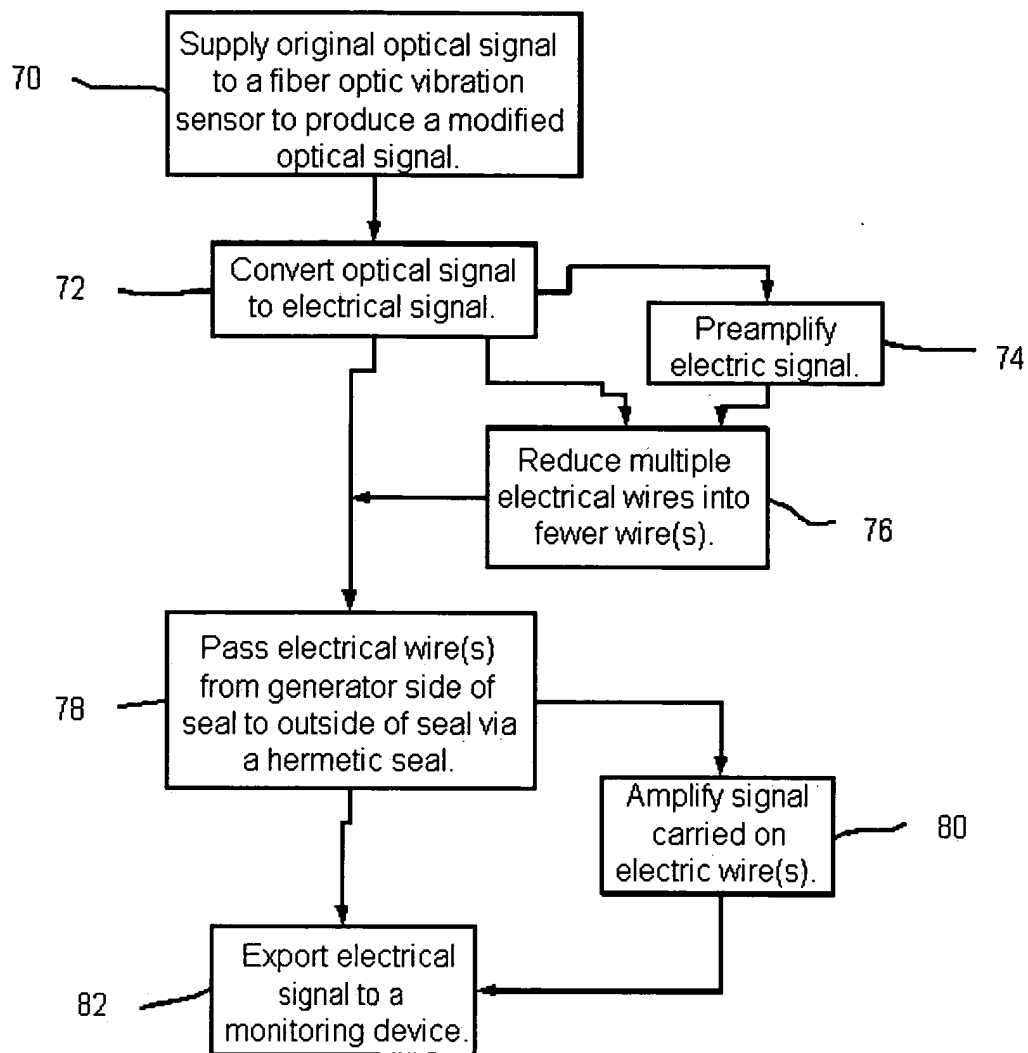 Supply original optical signal
to a fiber optic vibration
sensor to produce a modified
optical signal.
70
Convert optical signal
to electrical signal.
72
Preamplify
electric signal.
74
Reduce multiple
electrical wires into
fewer wire(s).
76
Pass electrical wire(s)
from generator side of
seal to outside of seal via
a hermetic seal.
78
Amplify signal
carried on
electric wire(s).
80
Export electrical
signal to a
monitoring device.
82